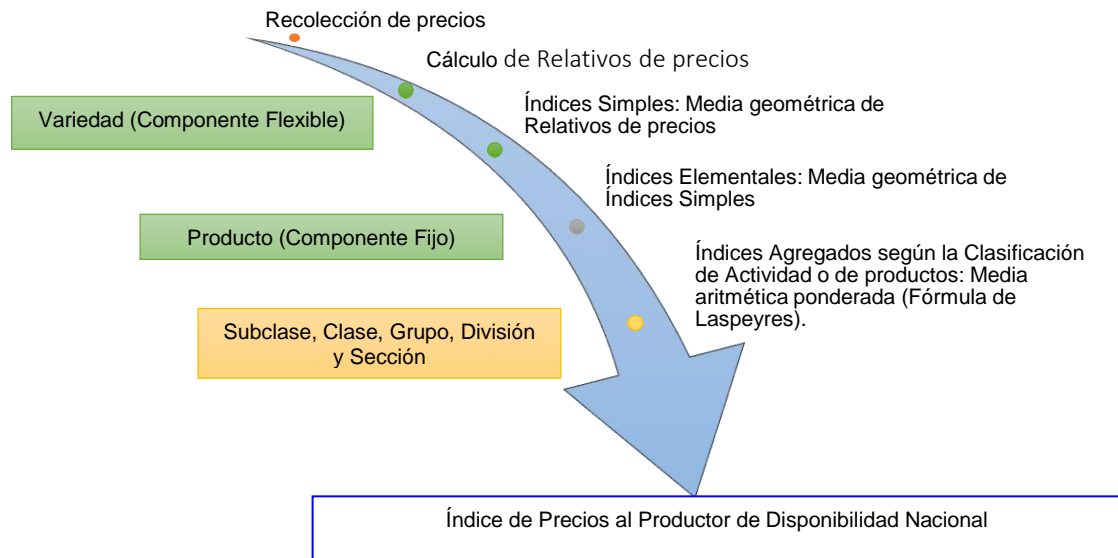 Recolección de precios
Cálculo de Relativos de precios
Variedad (Componente Flexible)
Índices Simples: Media geométrica de
Relativos de precios
Índices Elementales: Media geométrica de
Índices Simples
Producto (Componente Fijo)
Índices Agregados según la Clasificación
de Actividad o de productos: Media
aritmética ponderada (Fórmula de
Laspeyres).
Subclase, Clase, Grupo, División
y Sección
Índice de Precios al Productor de Disponibilidad Nacional